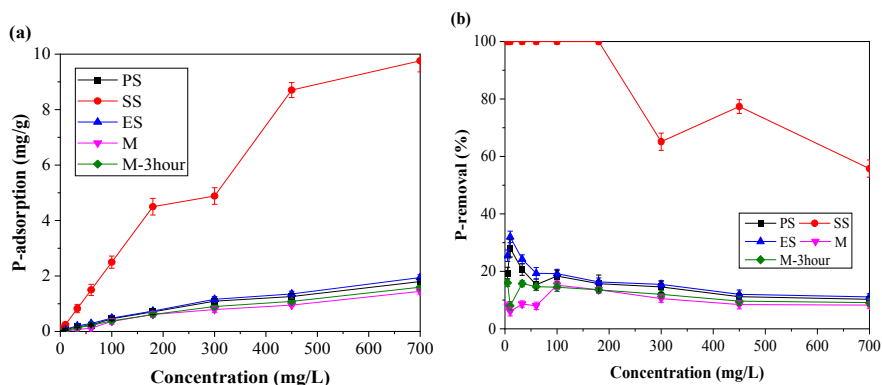 (a)
10
8
6
4
2
0
P-adsorption (mg/g)
PS
SS
ES
M
M-3hour
0 100 200 300 400 500 600 700
Concentration (mg/L)
(b)
100
80
60
40
20
0
P-removal (%)
PS SS
ES M
M-3hour
0 100 200 300 400 500 600 700
Concentration (mg/L)